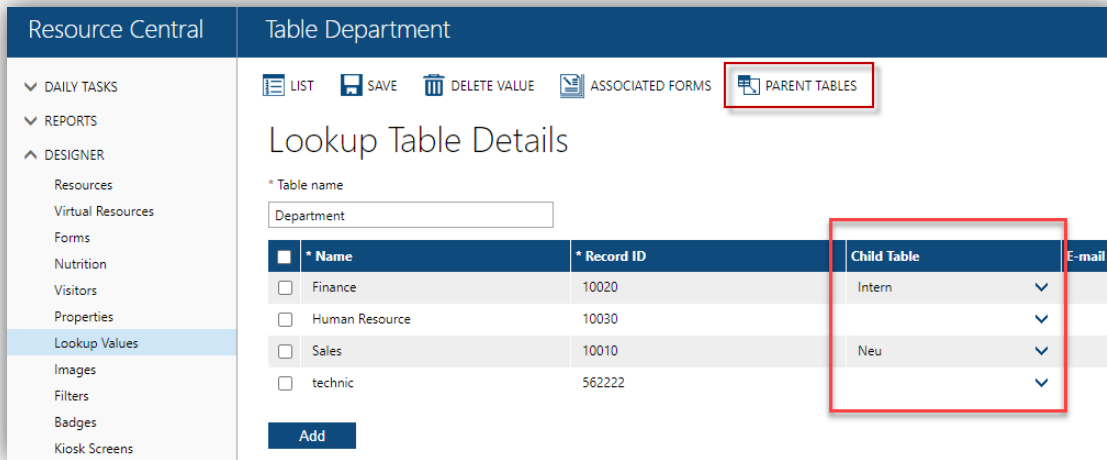 Resource Central
Table Department
DAILY TASKS
REPORTS
DESIGNER
Resources
Virtual Resources
Forms
Nutrition
Visitors
Properties
Lookup Values
Images
Filters
Badges
Kiosk Screens
LIST SAVE DELETE VALUE ASSOCIATED FORMS PARENT TABLES
Lookup Table Details
* Table name
Department
* Name * Record ID Child Table E-mail
Finance 10020 Intern
Human Resource 10030
Sales 10010 Neu
technic 562222
Add